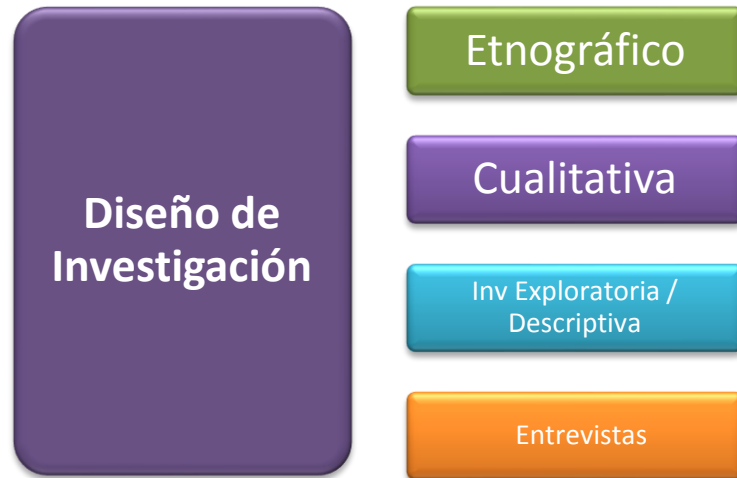 Diseño de
Investigación
Etnográfico
Cualitativa
Inv Exploratoria /
Descriptiva
Entrevistas